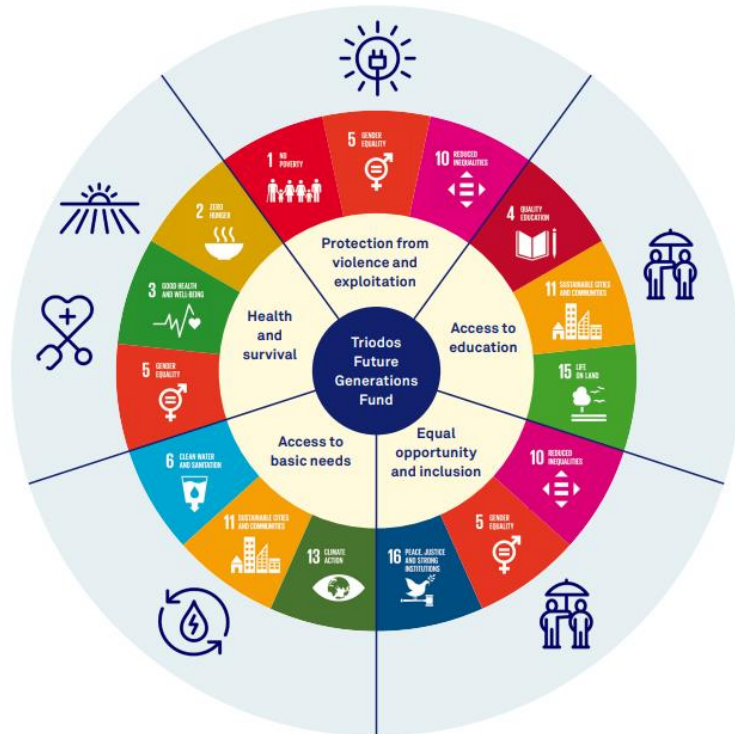 1 NO
POVERTY
5 GENDER
EQUALITY
10 REDUCED
INEQUALITIES
4 QUALITY
EDUCATION
11 SUSTAINABLE CITIES
AND COMMUNITIES
15 LIFE
ON LAND
10 REDUCED
INEQUALITIES
5 GENDER
EQUALITY
16 PEACE, JUSTICE
AND STRONG
INSTITUTIONS
13 CLIMATE
ACTION
11 SUSTAINABLE CITIES
AND COMMUNITIES
6 CLEAN WATER
AND SANITATION
5 GENDER
EQUALITY
3 GOOD HEALTH
AND WELL-BEING
2 ZERO
HUNGER
Protection from
violence and
exploitation
Access to
education
Equal
opportunity
and inclusion
Access to
basic needs
Health
and
survival
Triodos
Future
Generations
Fund